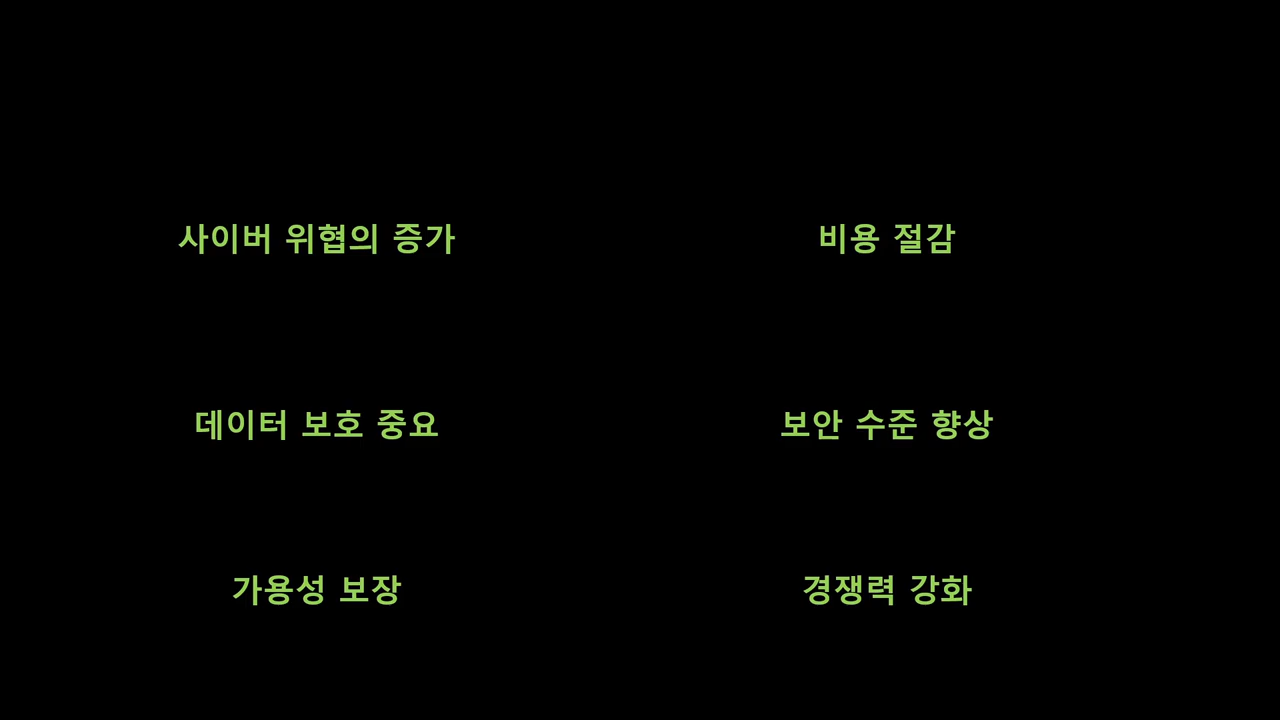 사이버 위협의 증가
비용 절감
데이터 보호 중요
보안 수준 향상
가용성 보장
경쟁력 강화